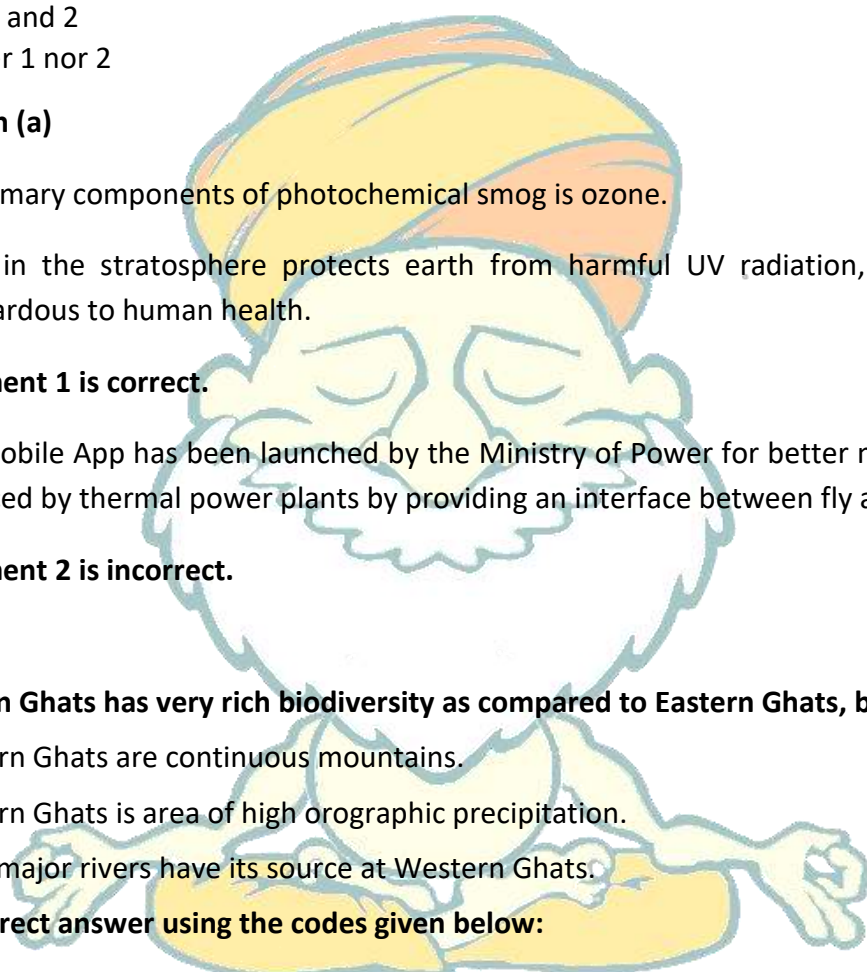 and 2
r 1 nor 2
n (a)
mary components of photochemical smog is ozone.
in the stratosphere protects earth from harmful UV radiation,
ardous to human health.
ent 1 is correct.
obile App has been launched by the Ministry of Power for better
ed by thermal power plants by providing an interface between fly
ent 2 is incorrect.
n Ghats has very rich biodiversity as compared to Eastern Ghats,
rn Ghats are continuous mountains.
rn Ghats is area of high orographic precipitation.
major rivers have its source at Western Ghats.
rect answer using the codes given below: